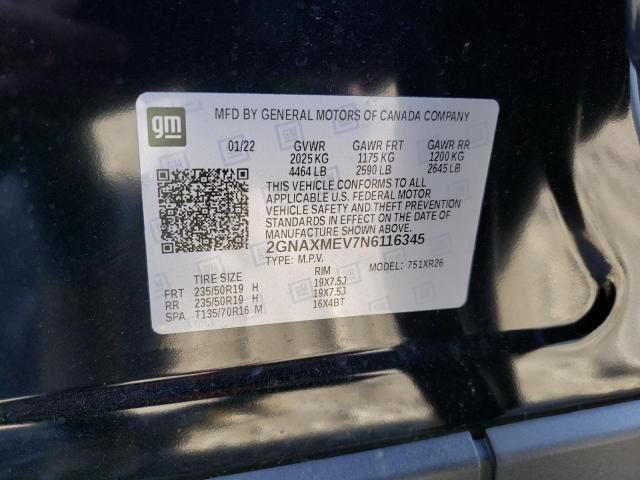 gm
MFD BY GENERAL MOTORS OF CANADA COMPANY
01/22 GVWR GAWR FRT GAWR RR
2025 KG 1175 KG 1200 KG
4464 LB 2590 LB 2645 LB
THIS VEHICLE CONFORMS TO ALL
APPLICABLE U.S. FEDERAL MOTOR
VEHICLE SAFETY AND THEFT PREVENTION
STANDARDS IN EFFECT ON THE DATE OF
MANUFACTURE SHOWN ABOVE.
2GNAXMEV7N6116345
TYPE: M.P.V. MODEL: 751XR26
TIRE SIZE RIM
FRT 235/50R19 H 19X7.5J
RR 235/50R19 H 19X7.5J
SPA T135/70R16 M 16X4BT